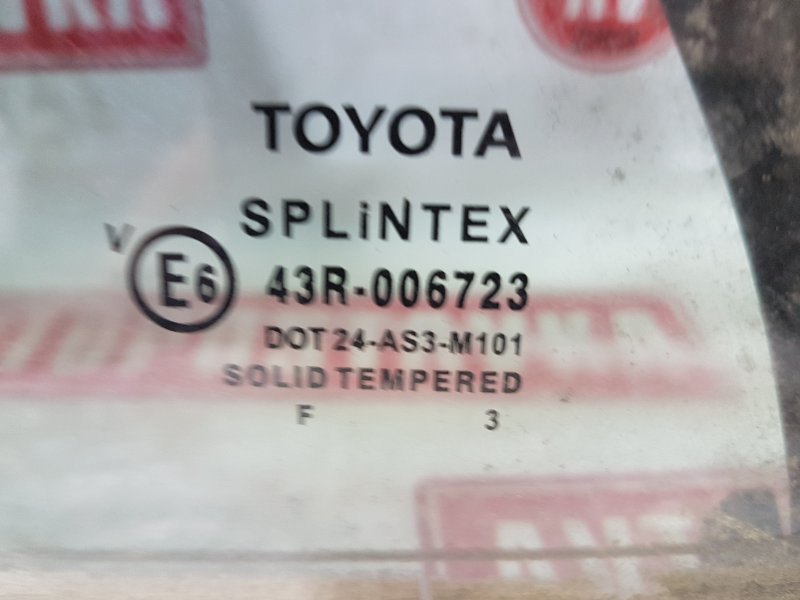 TOYOTA
SPLiNTEX
V
E6 43R-006723
DOT 24-AS3-M101
SOLID TEMPERED
F 3